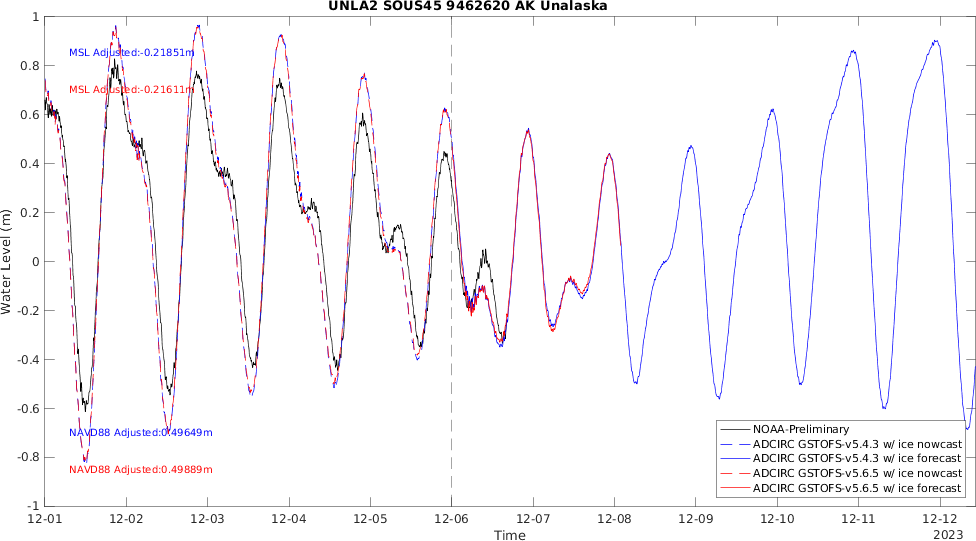 UNLA2 SOUS45 9462620 AK Unalaska
1
0.8
0.6
0.4
0.2
0
-0.2
-0.4
-0.6
-0.8
-1
Water Level (m)
MSL Adjusted:-0.21851m
MSL Adjusted:-0.21611m
NAVD88 Adjusted:0.49649m
NAVD88 Adjusted:0.49889m
NOAA-Preliminary
ADCIRC GSTOFS-v5.4.3 w/ ice nowcast
ADCIRC GSTOFS-v5.4.3 w/ ice forecast
ADCIRC GSTOFS-v5.6.5 w/ ice nowcast
ADCIRC GSTOFS-v5.6.5 w/ ice forecast
12-01 12-02 12-03 12-04 12-05 12-06 12-07 12-08 12-09 12-10 12-11 12-12
Time
2023